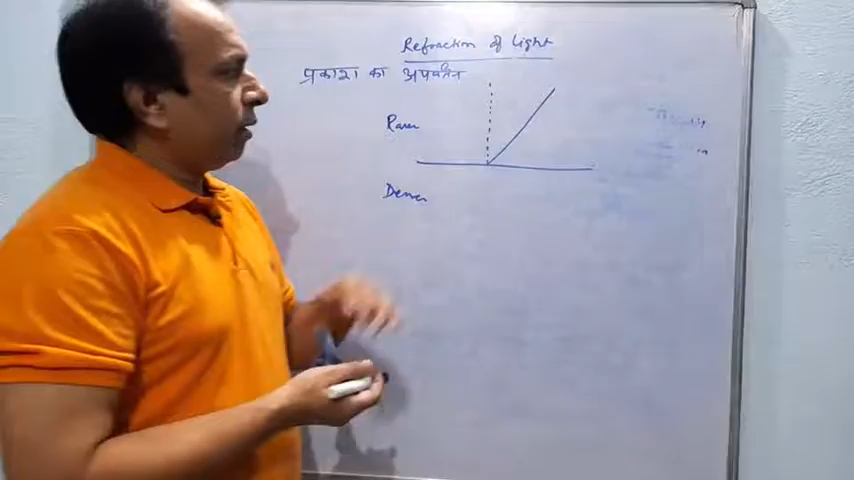 Refraction of Light
प्रकाश का अपवर्तन
Rarer
Denser